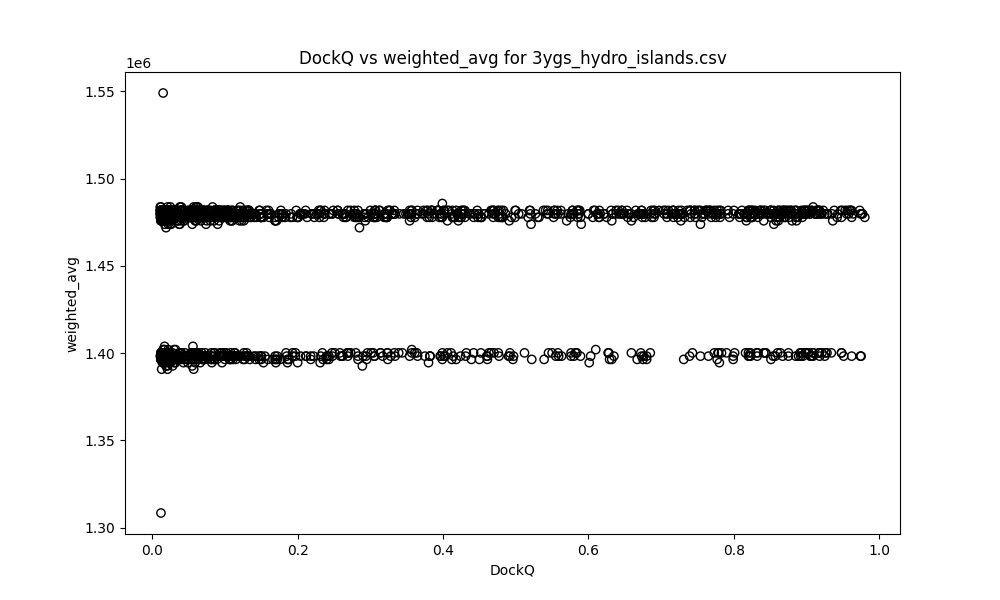 DockQ vs weighted_avg for 3ygs_hydro_islands.csv
1e6
1.55
1.50
1.45
1.40
1.35
1.30
weighted_avg
0.0 0.2 0.4 0.6 0.8 1.0
DockQ